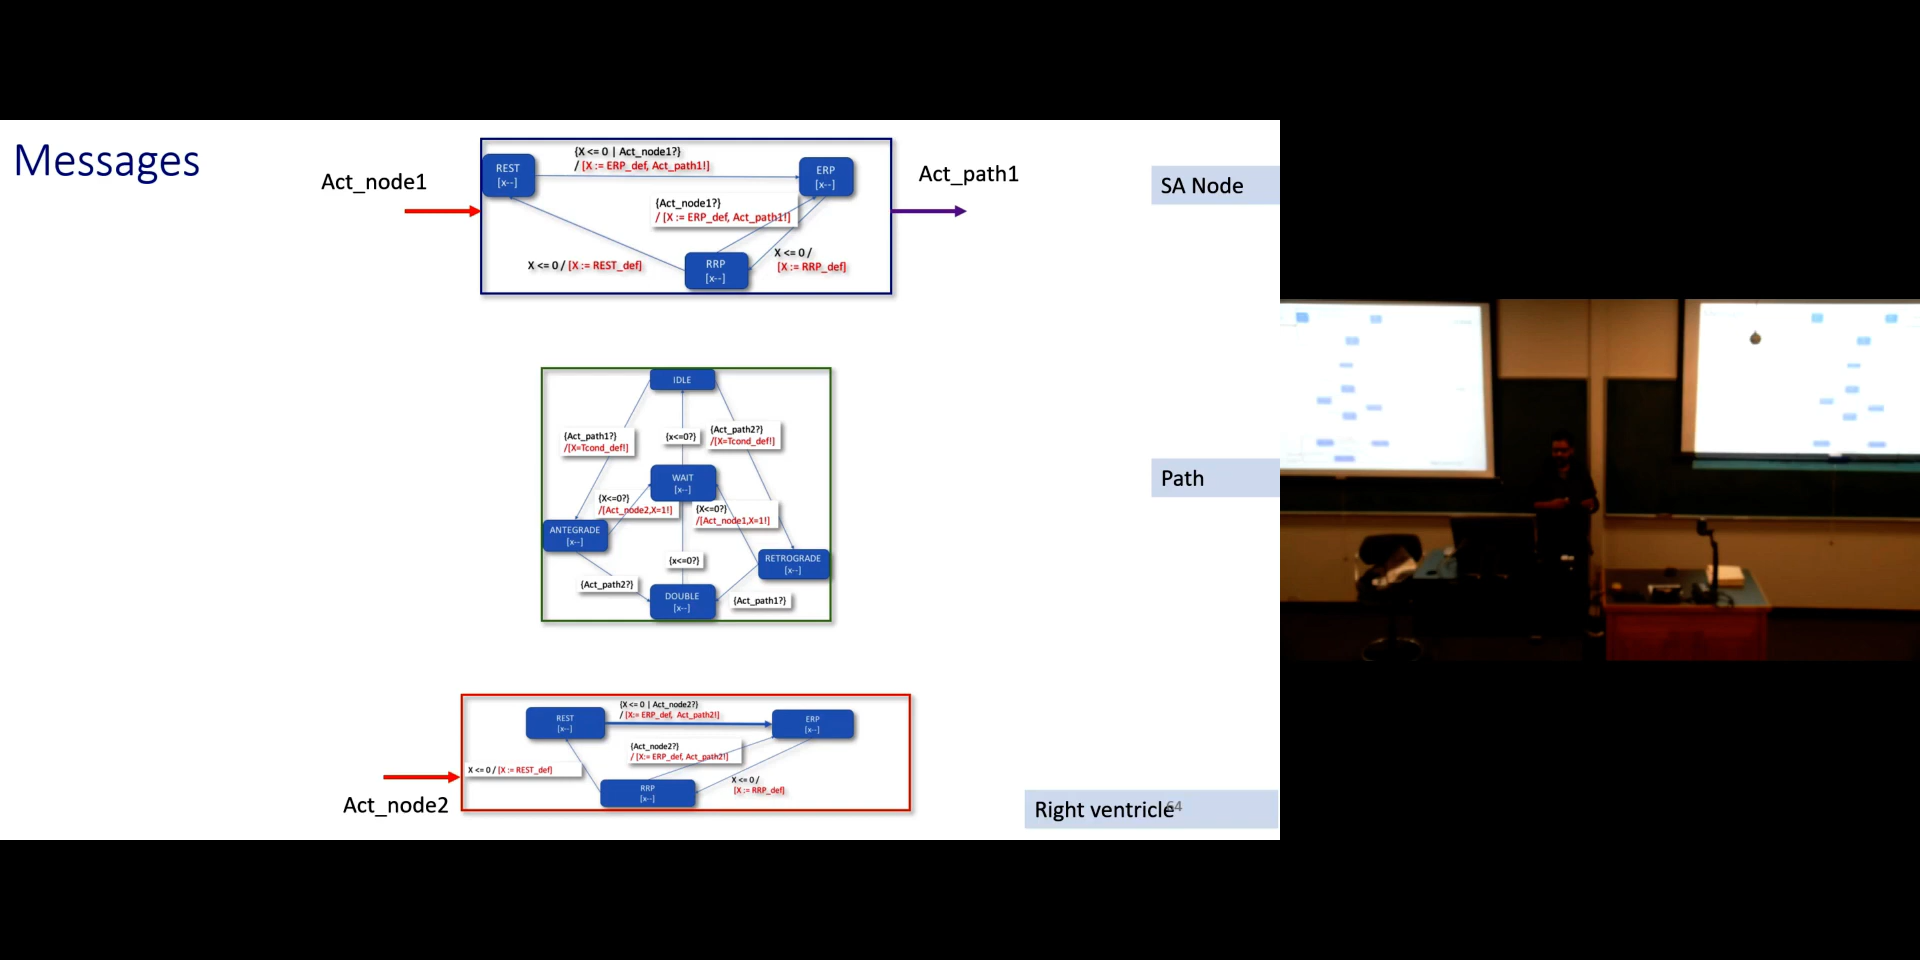 Messages
Act_node1
REST
[x--]
{X <= 0 | Act_node1?}
/ [X := ERP_def, Act_path1!]
ERP
[x--]
{Act_node1?}
/ [X := ERP_def, Act_path1!]
X <= 0 / [X := REST_def]
RRP
[x--]
X <= 0 /
[X := RRP_def]
Act_path1
SA Node
IDLE
{Act_path1?}
/[X=Tcond_def!]
{x<=0?}
{Act_path2?}
/[X=Tcond_def!]
WAIT
[x--]
{X<=0?}
/[Act_node2,X=1!]
{X<=0?}
/[Act_node1,X=1!]
ANTEGRADE
[x--]
{x<=0?}
RETROGRADE
[x--]
{Act_path2?}
DOUBLE
[x--]
{Act_path1?}
Path
{X <= 0 | Act_node2?}
/ [X:= ERP_def, Act_path2!]
REST
[x--]
ERP
[x--]
{Act_node2?}
/ [X:= ERP_def, Act_path2!]
X <= 0 / [X := REST_def]
RRP
[x--]
X <= 0 /
[X := RRP_def]
Act_node2
Right ventricle
64